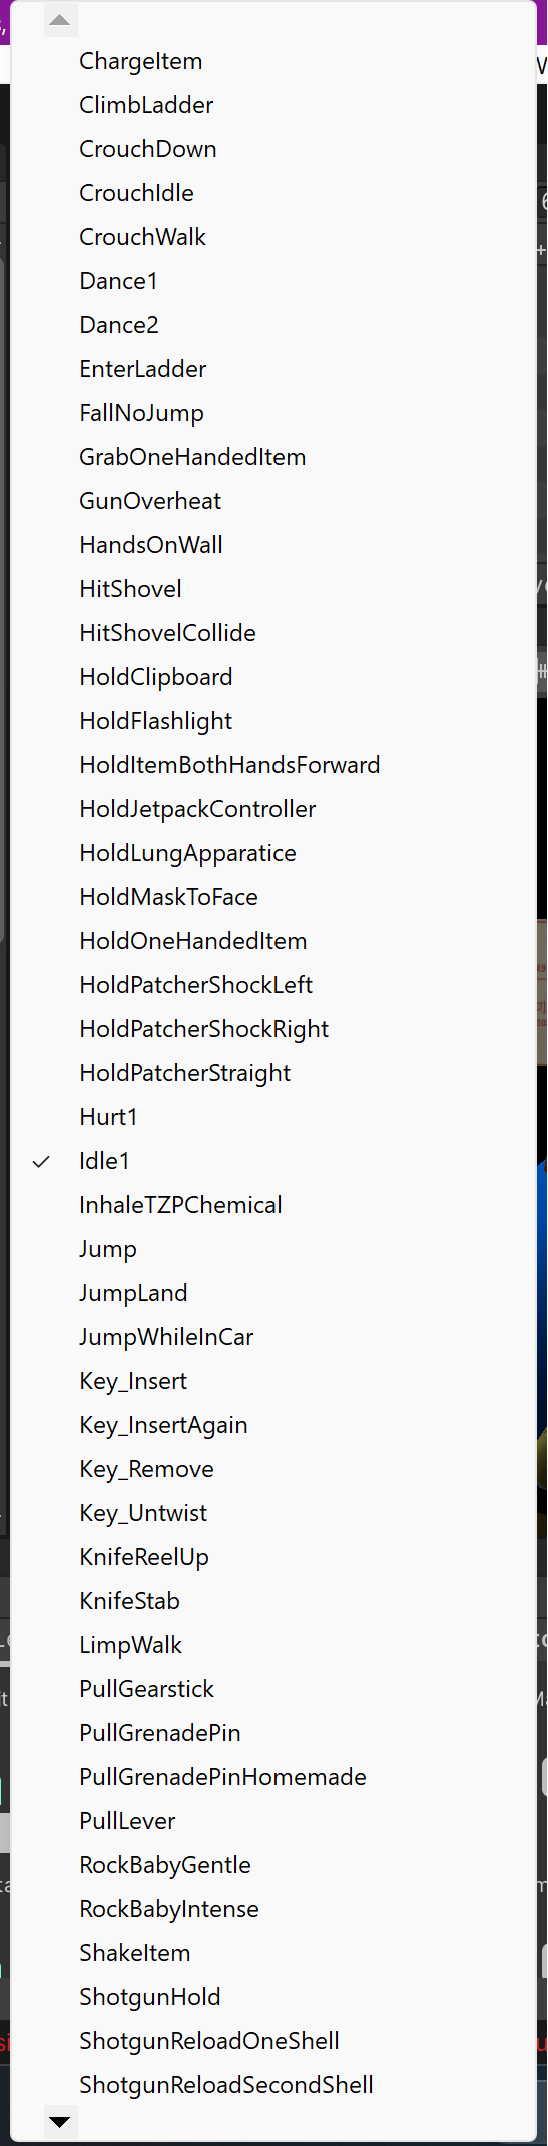 ChargeItem
ClimbLadder
CrouchDown
CrouchIdle
CrouchWalk
Dance1
Dance2
EnterLadder
FallNoJump
GrabOneHandedItem
GunOverheat
HandsOnWall
HitShovel
HitShovelCollide
HoldClipboard
HoldFlashlight
HoldItemBothHandsForward
HoldJetpackController
HoldLungApparatice
HoldMaskToFace
HoldOneHandedItem
HoldPatcherShockLeft
HoldPatcherShockRight
HoldPatcherStraight
Hurt1
Idle1
InhaleTZPChemical
Jump
JumpLand
JumpWhileInCar
Key_Insert
Key_InsertAgain
Key_Remove
Key_Untwist
KnifeReelUp
KnifeStab
LimpWalk
PullGearstick
PullGrenadePin
PullGrenadePinHomemade
PullLever
RockBabyGentle
RockBabyIntense
ShakeItem
ShotgunHold
ShotgunReloadOneShell
ShotgunReloadSecondShell